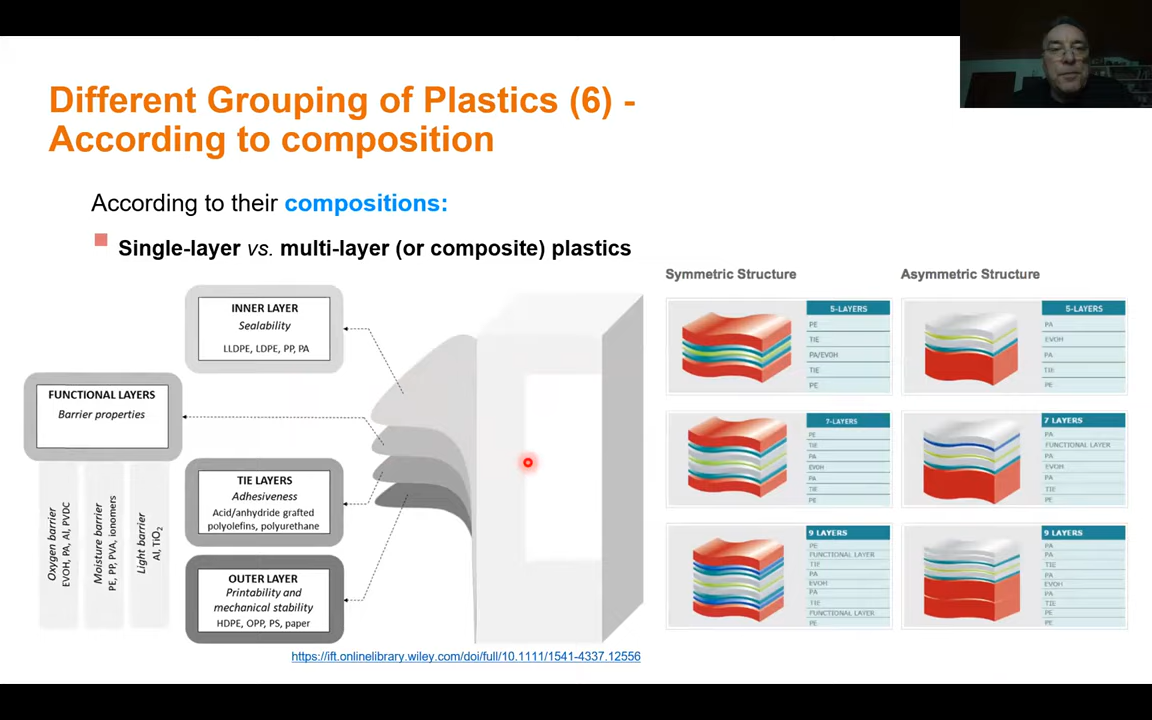 Different Grouping of Plastics (6) -
According to composition
According to their compositions:
Single-layer vs. multi-layer (or composite) plastics
INNER LAYER
Sealability
LLDPE, LDPE, PP, PA
FUNCTIONAL LAYERS
Barrier properties
Oxygen barrier
EVOH, PA, Al, PVDC
Moisture barrier
PE, PP, PVA, ionomers
Light barrier
Al, TiO2
TIE LAYERS
Adhesiveness
Acid/anhydride grafted
polyolefins, polyurethane
OUTER LAYER
Printability and
mechanical stability
HDPE, OPP, PS, paper
https://ift.onlinelibrary.wiley.com/doi/full/10.1111/1541-4337.12556
Symmetric Structure
5-LAYERS
PE
TIE
PA/EVOH
TIE
PE
7-LAYERS
PE
TIE
PA
EVOH
PA
TIE
PE
9 LAYERS
PE
FUNCTIONAL LAYER
TIE
PA
EVOH
PA
TIE
FUNCTIONAL LAYER
PE
Asymmetric Structure
5-LAYERS
PA
EVOH
PA
TIE
PE
7 LAYERS
PA
FUNCTIONAL LAYER
PA
EVOH
PA
TIE
PE
9 LAYERS
PA
PA
TIE
PA
EVOH
PA
TIE
PE
PE